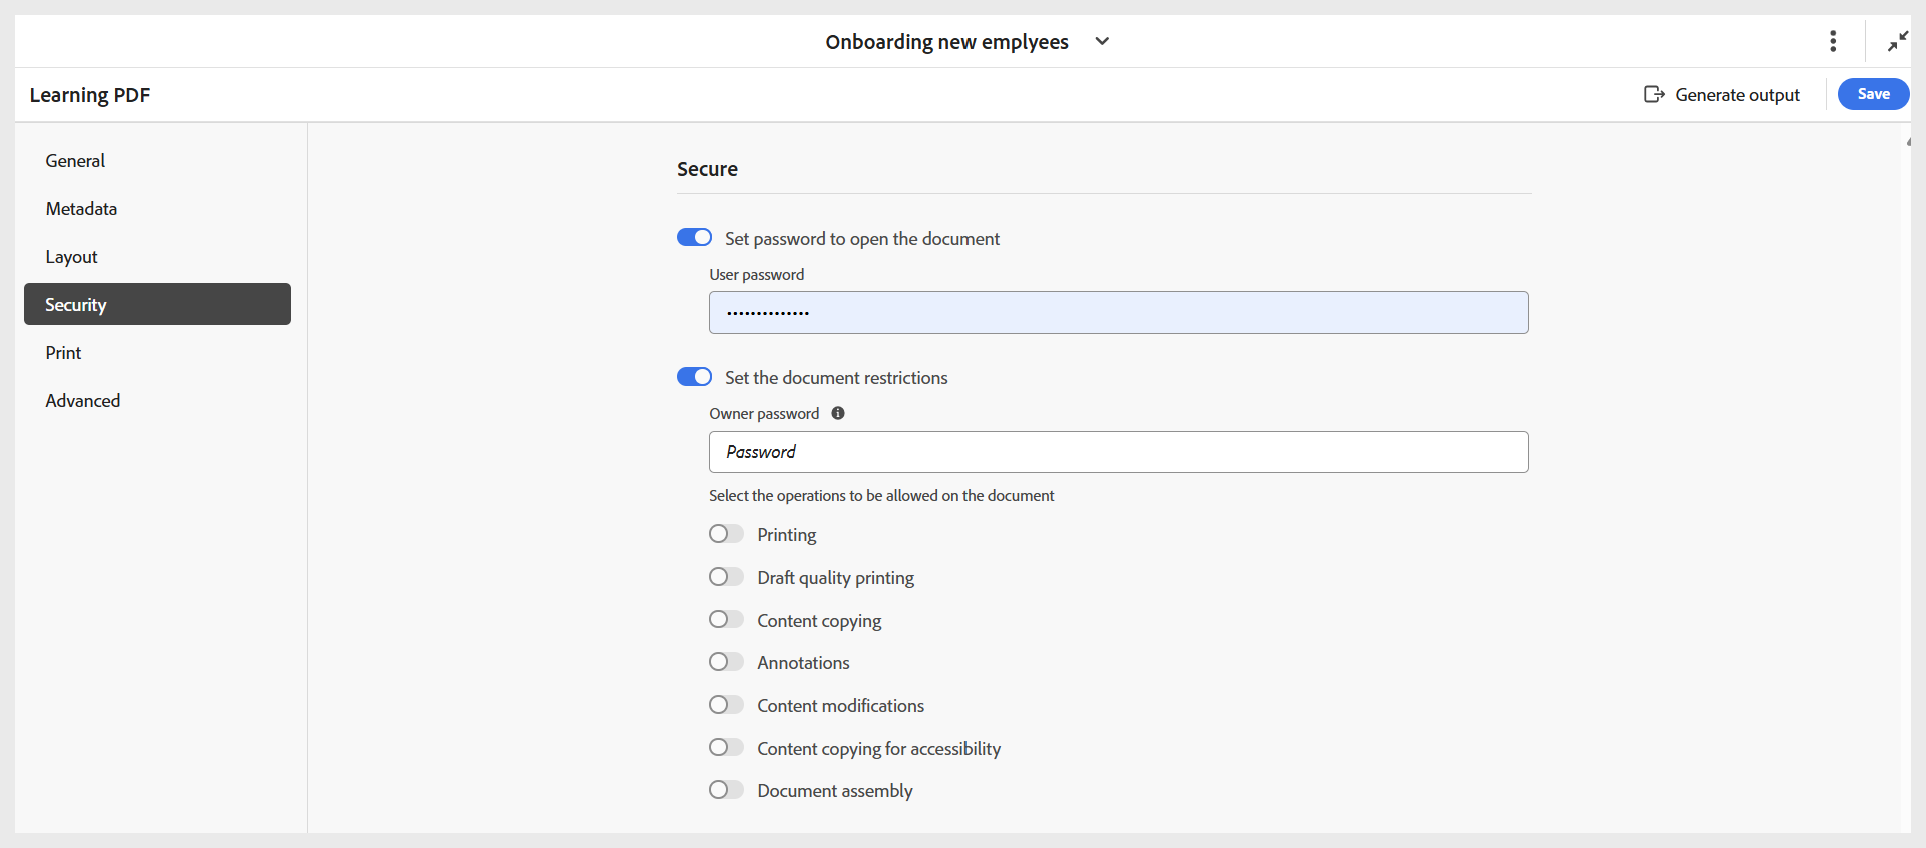 Onboarding new emplyees
Learning PDF
Generate output
Save
General
Metadata
Layout
Security
Print
Advanced
Secure
Set password to open the document
User password
••••••••••••••
Set the document restrictions
Owner password
Password
Select the operations to be allowed on the document
Printing
Draft quality printing
Content copying
Annotations
Content modifications
Content copying for accessibility
Document assembly